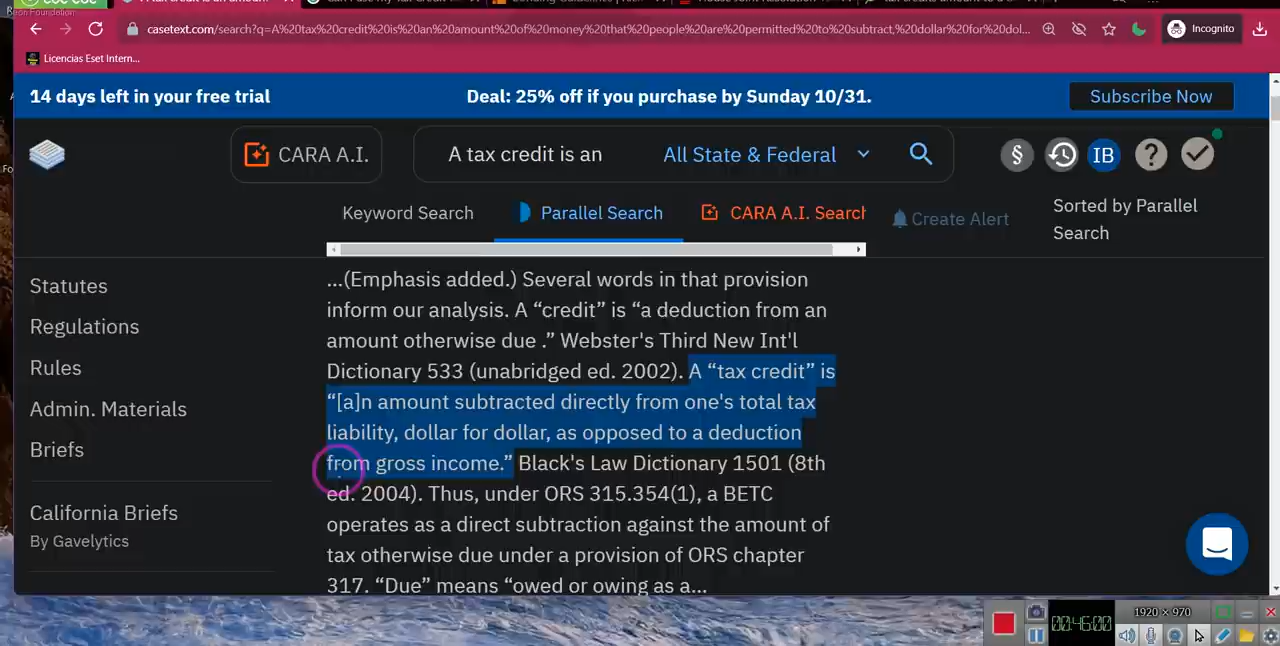 casetext.com/search?q=A%20tax%20credit%20is%20an%20amount%20of%20money%20that%20people%20are%20permitted%20to%20subtract,%20dollar%20for%20dol...
Incognito
Licencias Eset Intern...
14 days left in your free trial
Deal: 25% off if you purchase by Sunday 10/31.
Subscribe Now
CARA A.I.
A tax credit is an
All State & Federal
§
IB
?
Keyword Search
Parallel Search
CARA A.I. Search
Create Alert
Sorted by Parallel
Search
Statutes
Regulations
Rules
Admin. Materials
Briefs
California Briefs
By Gavelytics
...(Emphasis added.) Several words in that provision
inform our analysis. A “credit” is “a deduction from an
amount otherwise due .” Webster's Third New Int'l
Dictionary 533 (unabridged ed. 2002). A “tax credit” is
“[a]n amount subtracted directly from one's total tax
liability, dollar for dollar, as opposed to a deduction
from gross income.” Black's Law Dictionary 1501 (8th
ed. 2004). Thus, under ORS 315.354(1), a BETC
operates as a direct subtraction against the amount of
tax otherwise due under a provision of ORS chapter
317. “Due” means “owed or owing as a...
00:46:00
1920 × 970